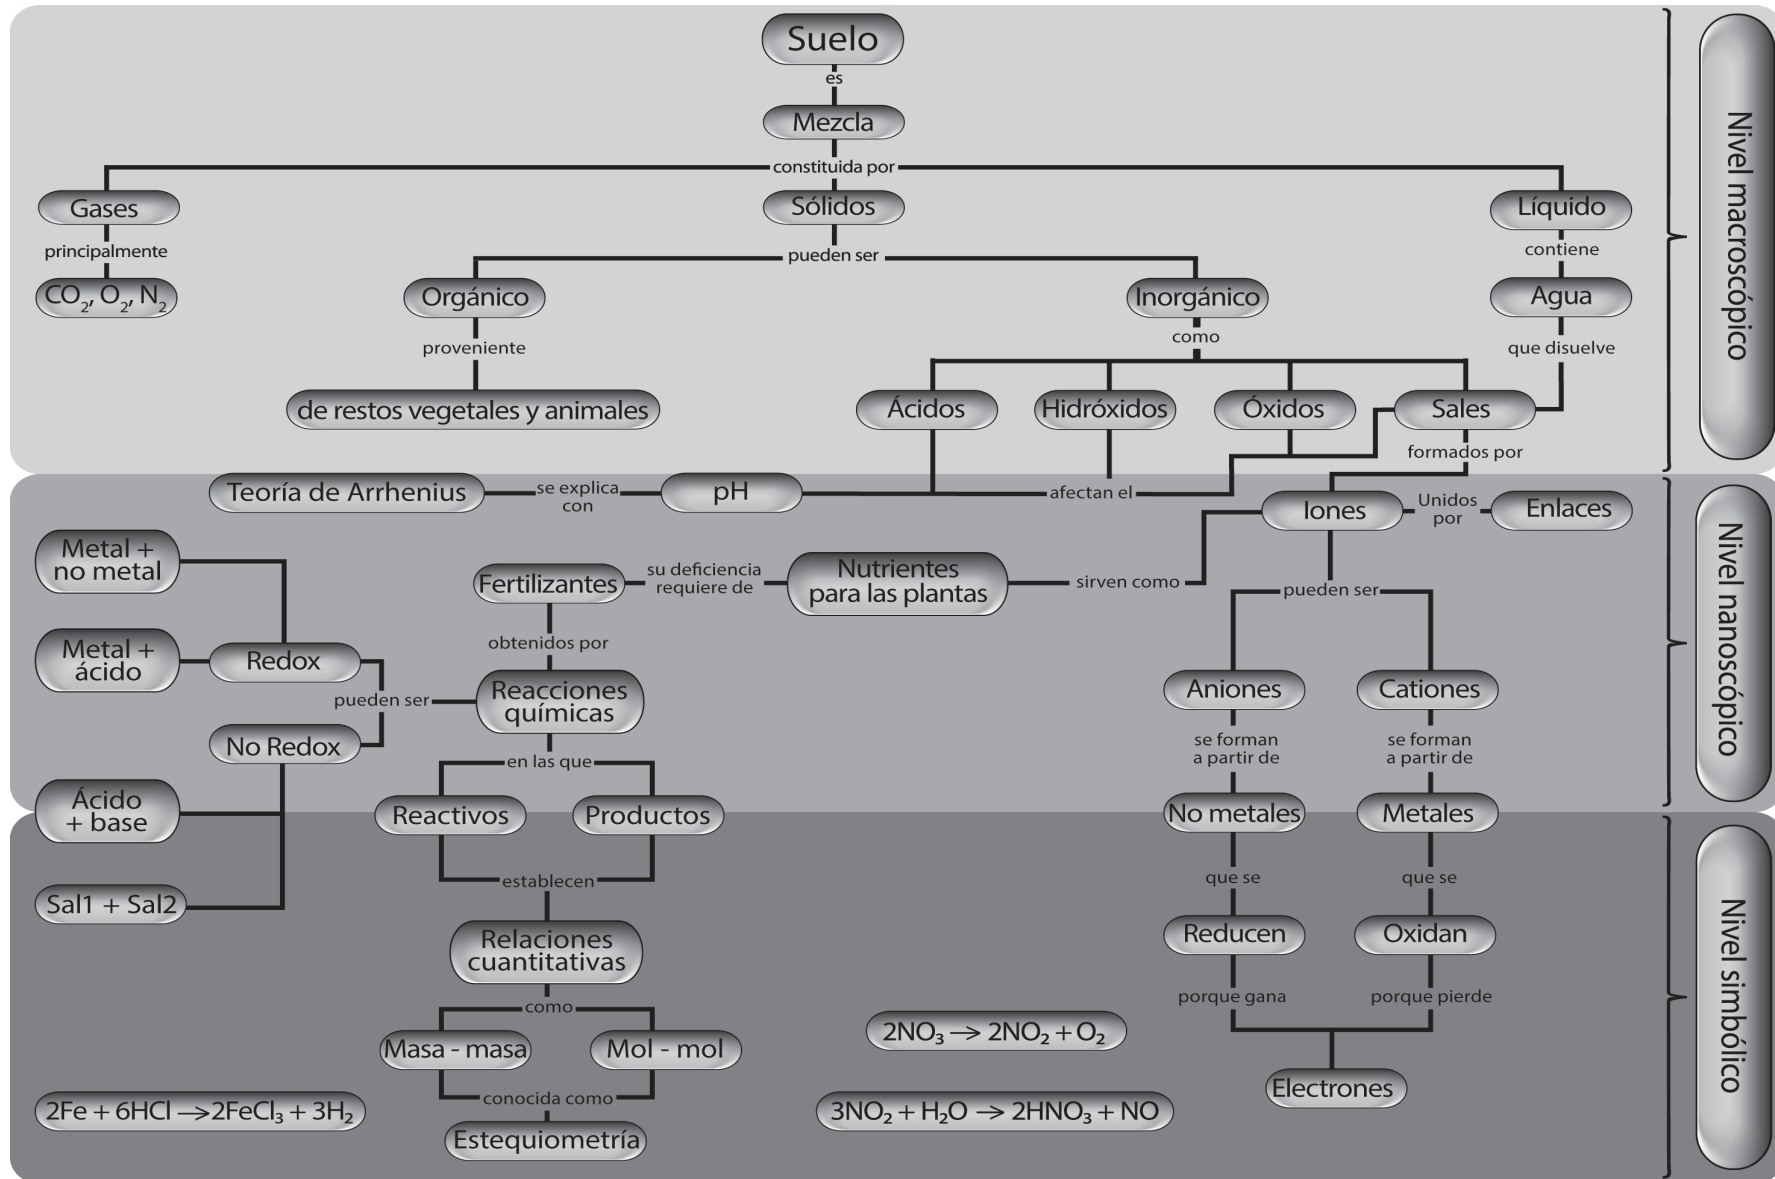 Suelo
es
Mezcla
constituida por
Gases
Sólidos
Líquido
principalmente
pueden ser
contiene
CO₂, O₂, N₂
Orgánico
Inorgánico
Agua
proveniente
como
que disuelve
de restos vegetales y animales
Ácidos
Hidróxidos
Óxidos
Sales
formados por
Nivel macroscópico
Teoría de Arrhenius
se explica
con
pH
afectan el
Iones
Unidos
por
Enlaces
Metal +
no metal
Fertilizantes
su deficiencia
requiere de
Nutrientes
para las plantas
sirven como
pueden ser
obtenidos por
Metal +
ácido
Redox
pueden ser
Reacciones
químicas
Aniones
Cationes
No Redox
en las que
se forman
a partir de
se forman
a partir de
Nivel nanoscópico
Ácido
+ base
Reactivos
Productos
No metales
Metales
establecen
que se
que se
Sal1 + Sal2
Relaciones
cuantitativas
Reducen
Oxidan
como
porque gana
porque pierde
Masa - masa
Mol - mol
2NO₃ → 2NO₂ + O₂
Electrones
conocida como
2Fe + 6HCl → 2FeCl₃ + 3H₂
3NO₂ + H₂O → 2HNO₃ + NO
Estequiometría
Nivel simbólico